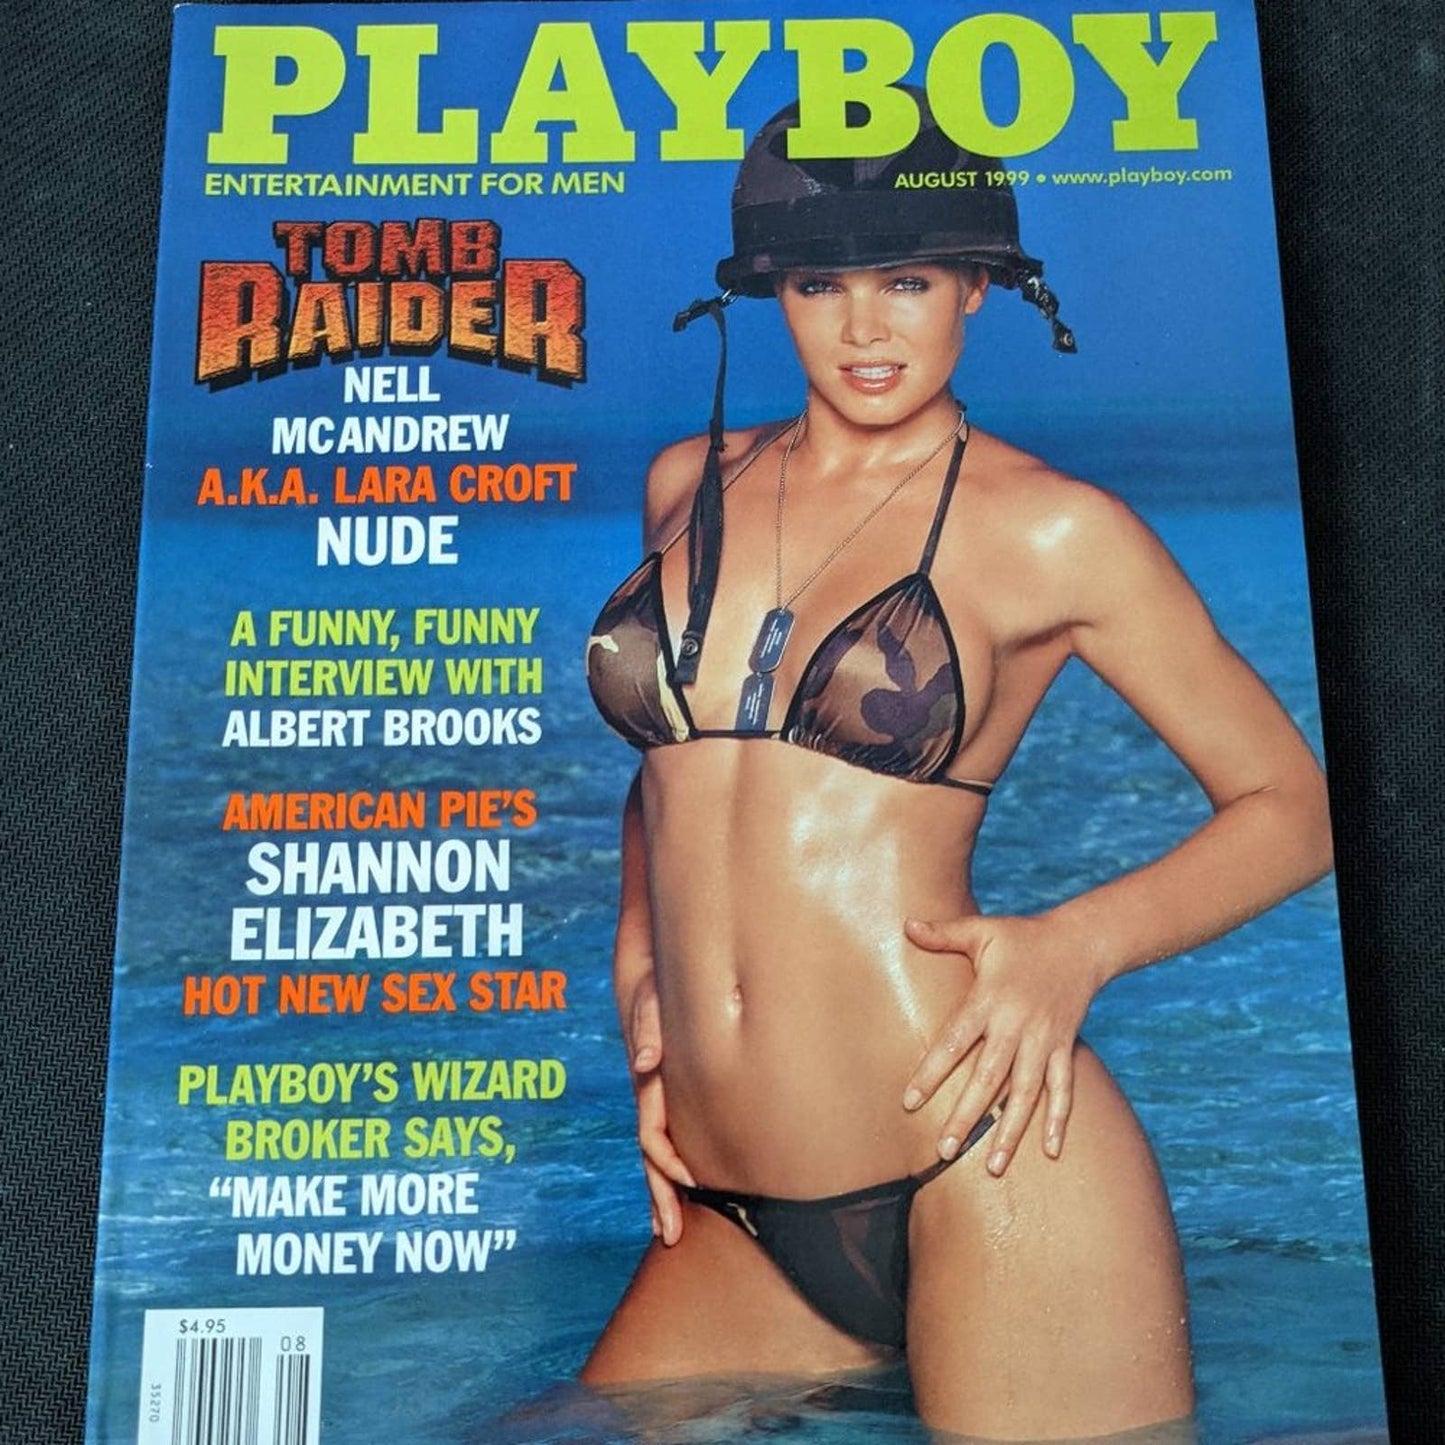 PLAYBOY
ENTERTAINMENT FOR MEN
AUGUST 1999 • www.playboy.com
TOMB
RAIDER
NELL
MCANDREW
A.K.A. LARA CROFT
NUDE
A FUNNY, FUNNY
INTERVIEW WITH
ALBERT BROOKS
AMERICAN PIE'S
SHANNON
ELIZABETH
HOT NEW SEX STAR
PLAYBOY'S WIZARD
BROKER SAYS,
“MAKE MORE
MONEY NOW”
$4.95
08
35270